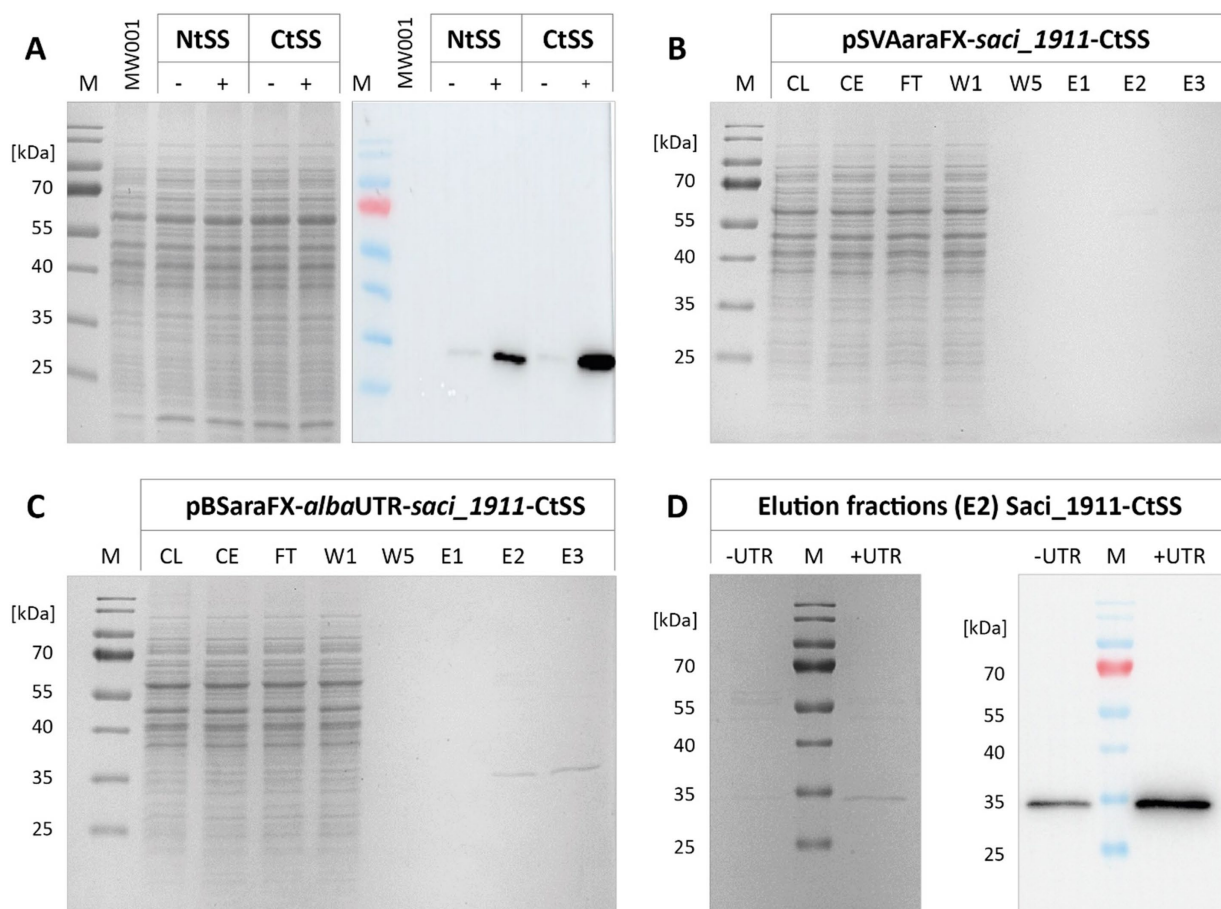 A
MW001
NtSS CtSS
M - + - +
[kDa]
70
55
40
35
25
MW001
NtSS CtSS
M - + - +
B
pSVAaraFX-saci_1911-CtSS
M CL CE FT W1 W5 E1 E2 E3
[kDa]
70
55
40
35
25
C
pBSaraFX-albaUTR-saci_1911-CtSS
M CL CE FT W1 W5 E1 E2 E3
[kDa]
70
55
40
35
25
D
Elution fractions (E2) Saci_1911-CtSS
-UTR M +UTR
[kDa]
70
55
40
35
25
-UTR M +UTR
[kDa]
70
55
40
35
25